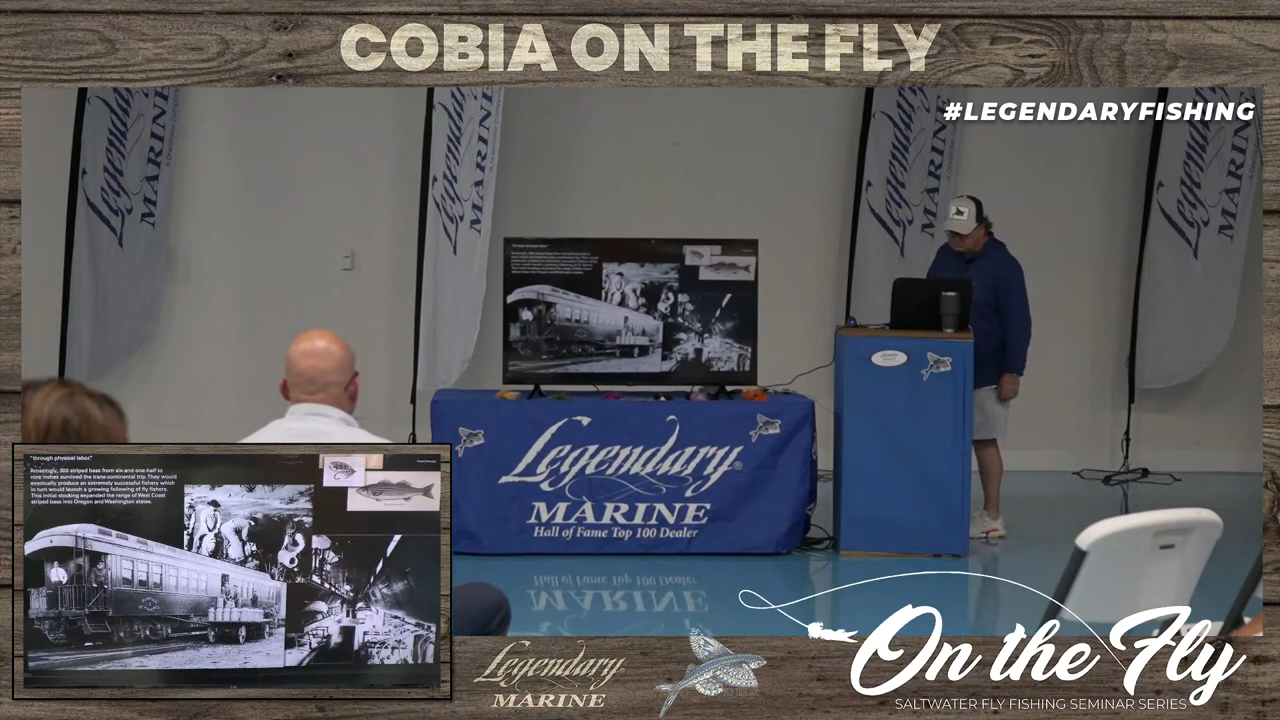 COBIA ON THE FLY
#LEGENDARYFISHING
Legendary
MARINE
Legendary
MARINE
Legendary
MARINE
Legendary
MARINE
"through physical labor."
Amazingly, 300 striped bass from six-and-one-half to
nine inches survived the trans-continental trip. They would
eventually produce an extremely successful fishery which
in turn would launch a growing following of fly fishers.
This initial stocking expanded the range of West Coast
striped bass into Oregon and Washington states.
Legendary®
MARINE
Hall of Fame Top 100 Dealer
Legendary
MARINE
On the Fly
SALTWATER FLY FISHING SEMINAR SERIES